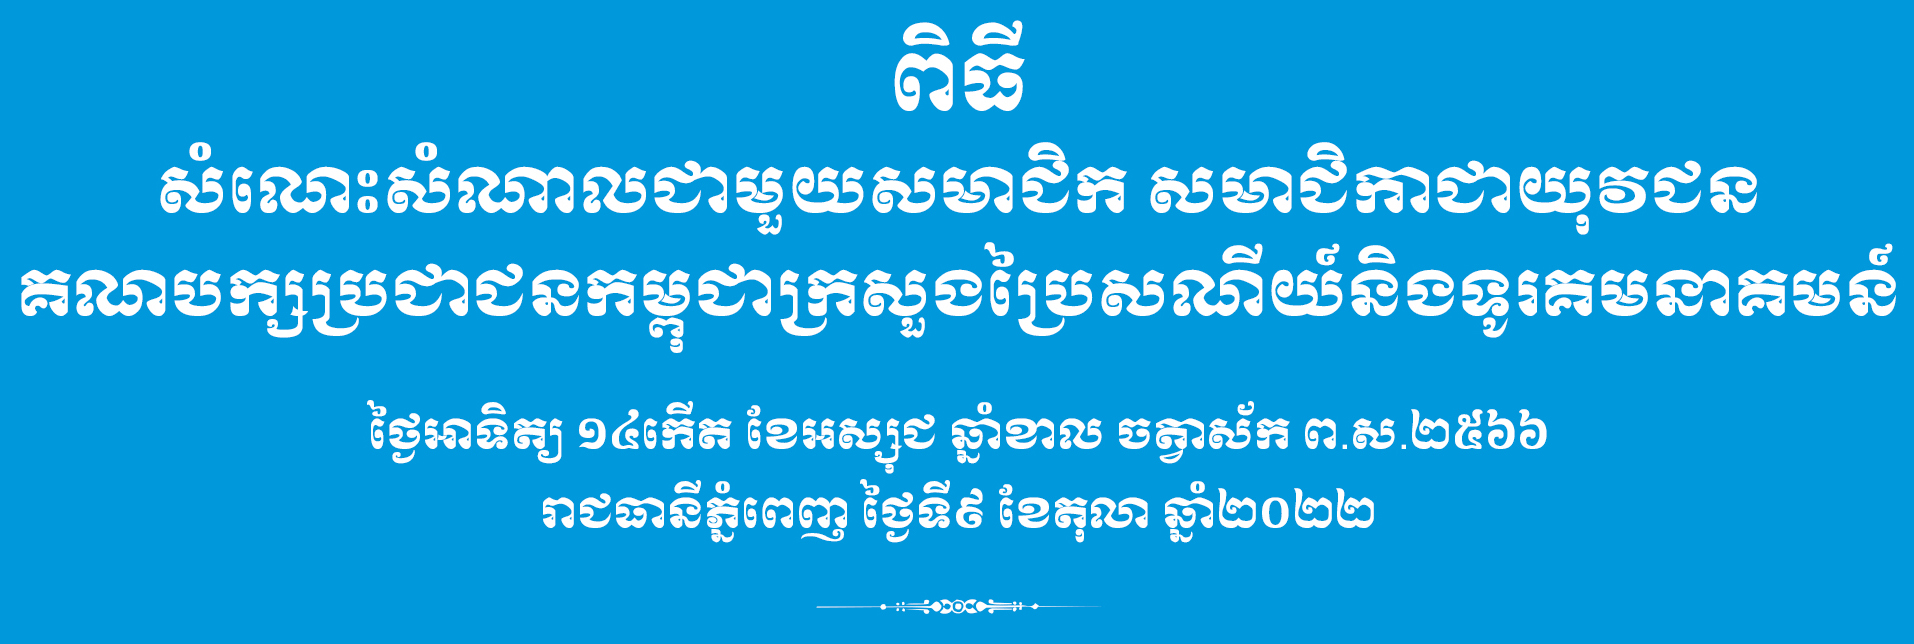 ពិធី
សំណេះសំណាលជាមួយសមាជិក សមាជិកាជាយុវជន
គណបក្សប្រជាជនកម្ពុជាក្រសួងប្រៃសណីយ៍និងទូរគមនាគមន៍
ថ្ងៃអាទិត្យ ១៤កើត ខែអស្សុជ ឆ្នាំខាល ចត្វាស័ក ព.ស.២៥៦៦
រាជធានីភ្នំពេញ ថ្ងៃទី៩ ខែតុលា ឆ្នាំ២០២២